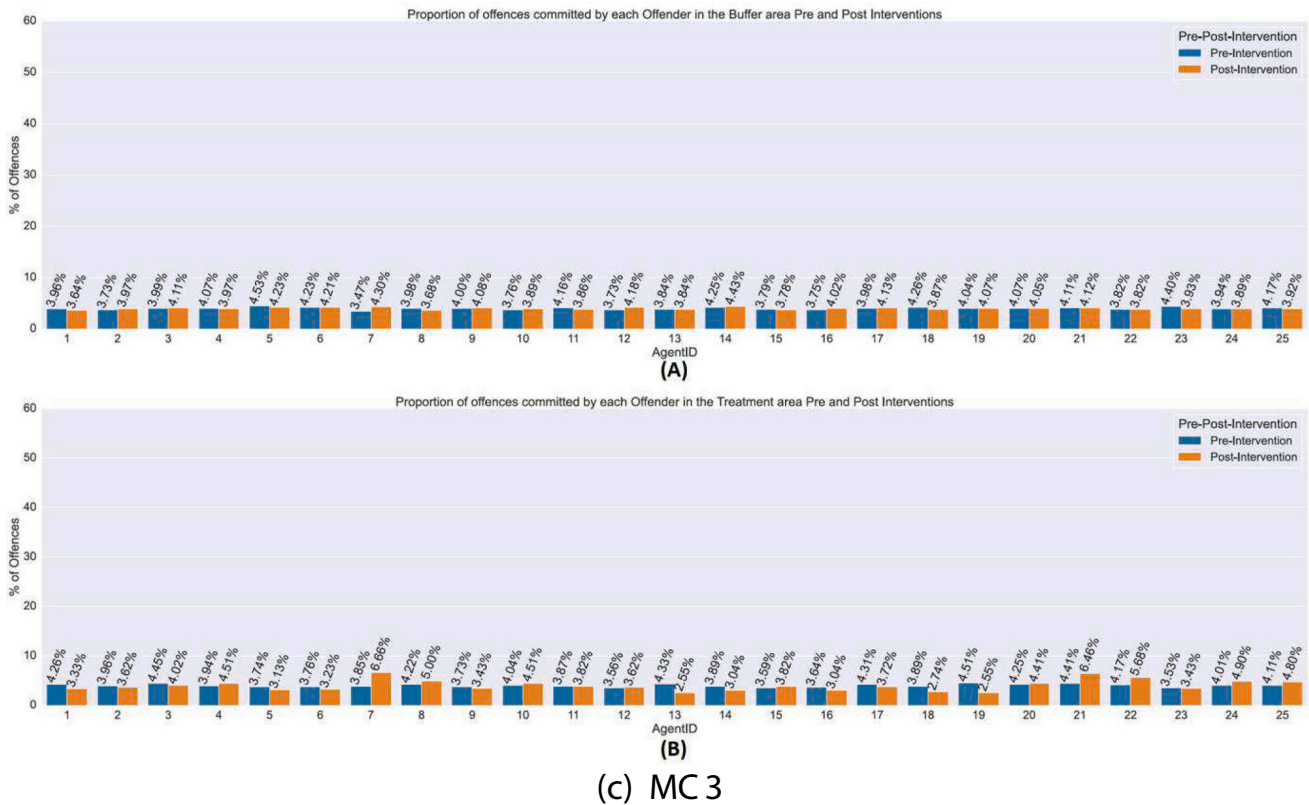 Proportion of offences committed by each Offender in the Buffer area Pre and Post Interventions
Pre-Post-Intervention
Pre-Intervention
Post-Intervention
% of Offences
60
50
40
30
20
10
0
3.96% 3.64% 3.73% 3.97% 3.99% 4.11% 4.07% 3.97% 4.53% 4.23% 4.23% 4.21% 3.47% 4.30% 3.98% 3.68% 4.00% 4.08% 3.76% 3.89% 4.16% 3.86% 3.73% 4.18% 3.84% 3.84% 4.25% 4.43% 3.79% 3.78% 3.75% 4.02% 3.98% 4.13% 4.26% 3.87% 4.04% 4.07% 4.07% 4.05% 4.11% 4.12% 3.82% 3.82% 4.40% 3.93% 3.94% 3.89% 4.17% 3.92%
1 2 3 4 5 6 7 8 9 10 11 12 13 14 15 16 17 18 19 20 21 22 23 24 25
AgentID
(A)
Proportion of offences committed by each Offender in the Treatment area Pre and Post Interventions
Pre-Post-Intervention
Pre-Intervention
Post-Intervention
% of Offences
60
50
40
30
20
10
0
4.26% 3.33% 3.96% 3.62% 4.45% 4.02% 3.94% 4.51% 3.74% 3.13% 3.76% 3.23% 3.85% 6.66% 4.22% 5.00% 3.73% 3.43% 4.04% 4.51% 3.87% 3.82% 3.56% 3.62% 4.33% 2.55% 3.89% 3.04% 3.59% 3.82% 3.64% 3.04% 4.31% 3.72% 3.89% 2.74% 4.51% 2.55% 4.25% 4.41% 4.41% 6.46% 4.17% 5.68% 3.53% 3.43% 4.01% 4.90% 4.11% 4.80%
1 2 3 4 5 6 7 8 9 10 11 12 13 14 15 16 17 18 19 20 21 22 23 24 25
AgentID
(B)
(c) MC 3